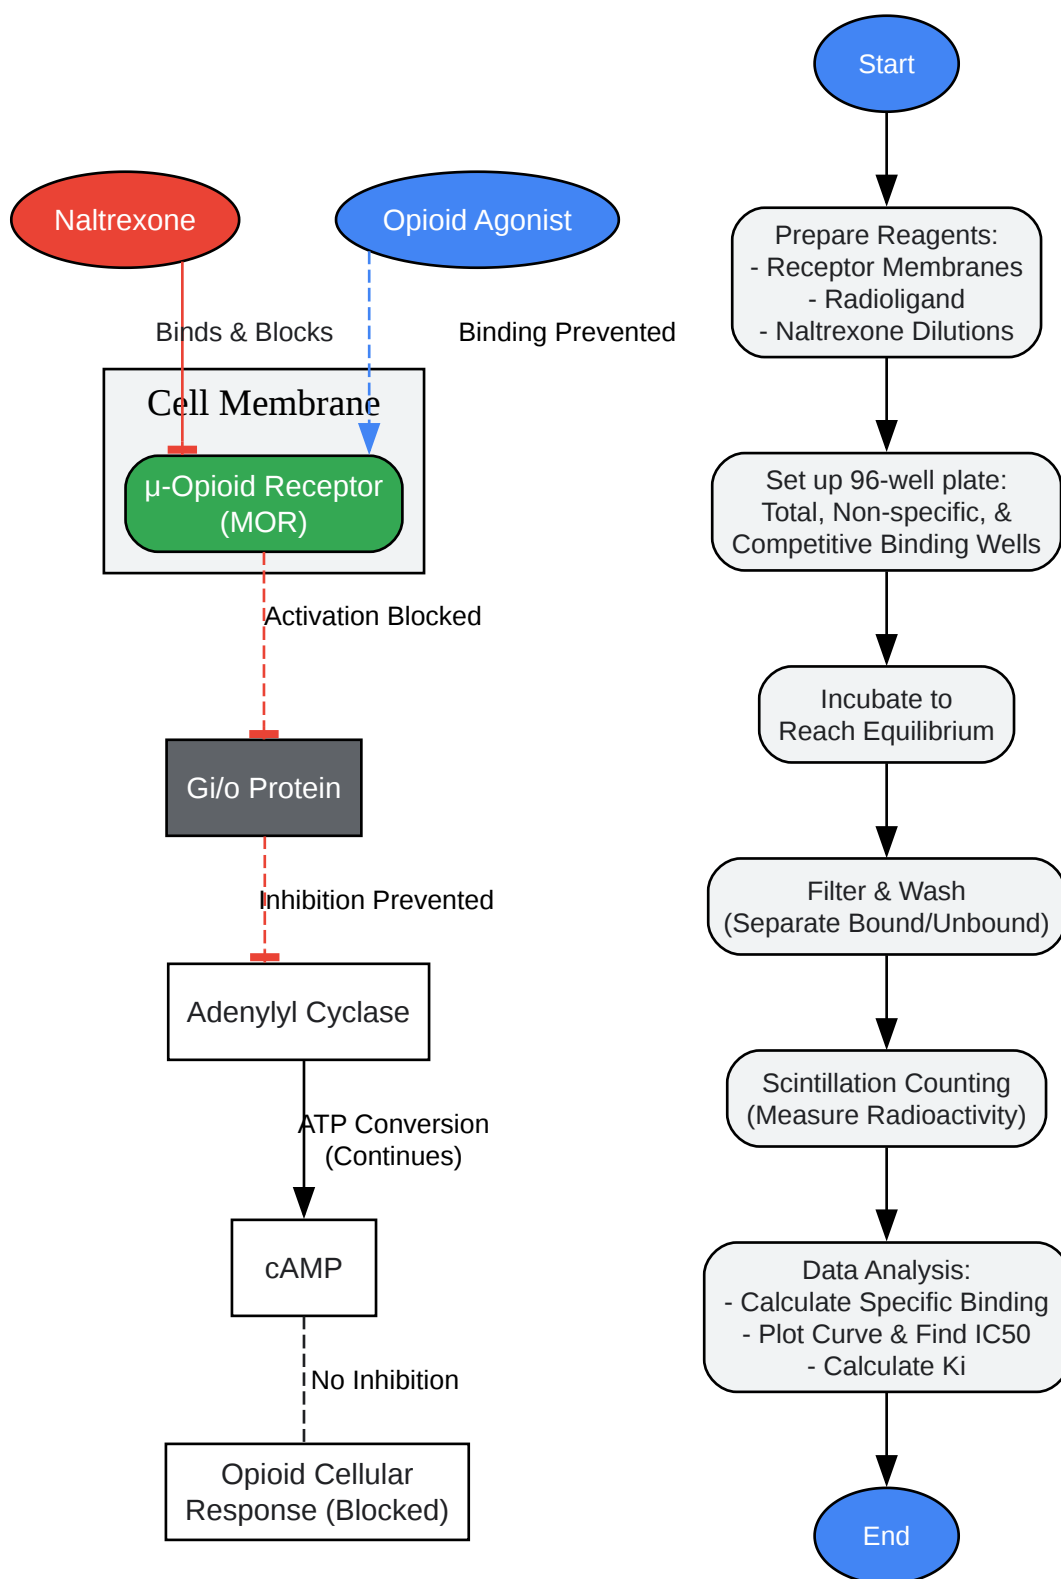 Naltrexone
Opioid Agonist
Binds & Blocks
Binding Prevented
Cell Membrane
μ-Opioid Receptor
(MOR)
Activation Blocked
Gi/o Protein
Inhibition Prevented
Adenylyl Cyclase
ATP Conversion
(Continues)
cAMP
No Inhibition
Opioid Cellular
Response (Blocked)
Start
Prepare Reagents:
- Receptor Membranes
- Radioligand
- Naltrexone Dilutions
Set up 96-well plate:
Total, Non-specific, &
Competitive Binding Wells
Incubate to
Reach Equilibrium
Filter & Wash
(Separate Bound/Unbound)
Scintillation Counting
(Measure Radioactivity)
Data Analysis:
- Calculate Specific Binding
- Plot Curve & Find IC50
- Calculate Ki
End